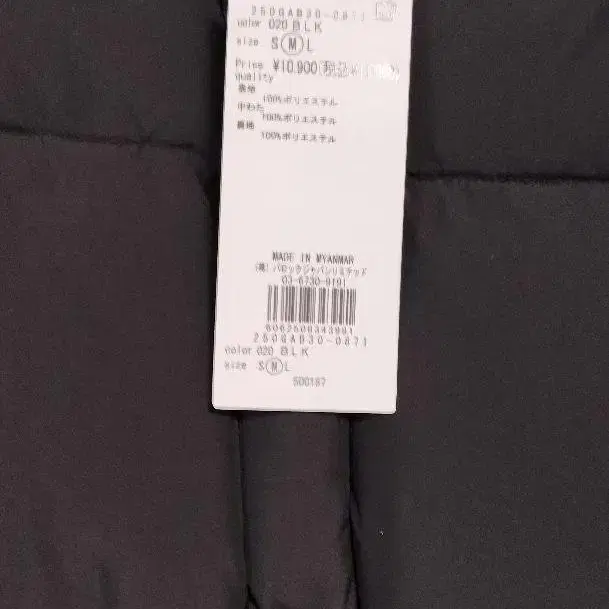 250GAB30-0871
color 020 BLK
size S M L
Price ¥10,900(税込
quality
表地
100%ポリエステル
中わた
100%ポリエステル
裏地
100%ポリエステル
MADE IN MYANMAR
(株)バロックジャパンリミテッド
03-6730-9191
250GAB30-0871
color 020 BLK
size S M L
500187